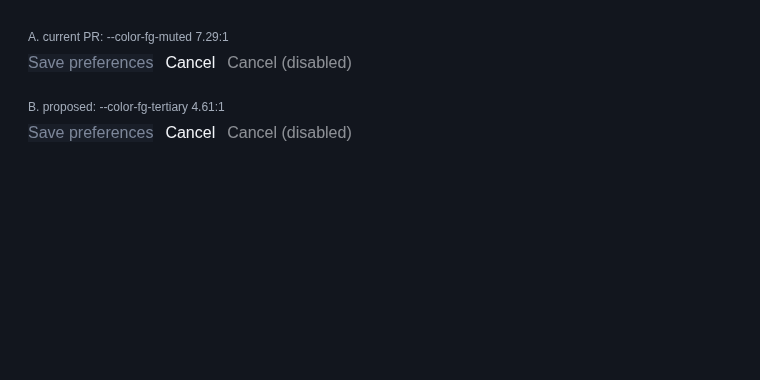 A. current PR: --color-fg-muted 7.29:1
Save preferences Cancel Cancel (disabled)
B. proposed: --color-fg-tertiary 4.61:1
Save preferences Cancel Cancel (disabled)